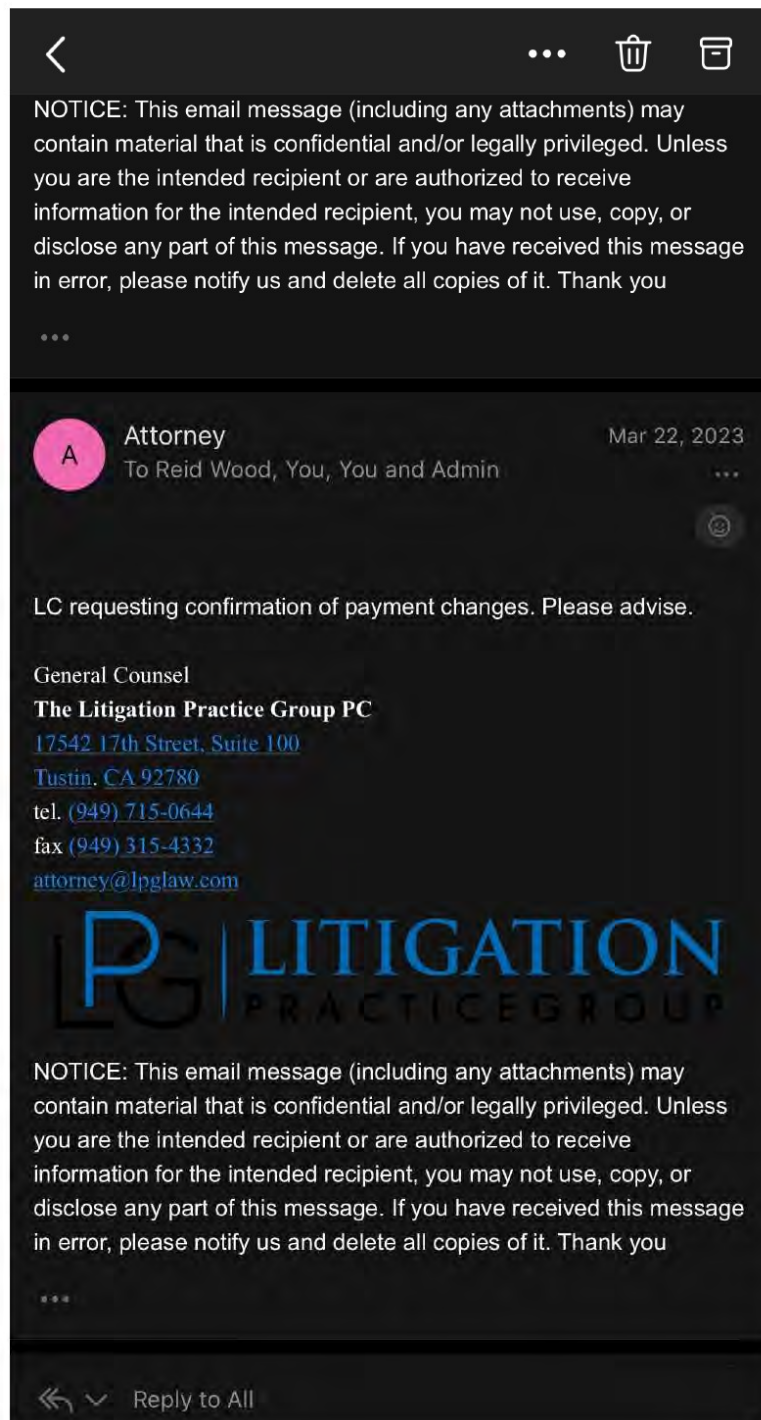 NOTICE: This email message (including any attachments) may
contain material that is confidential and/or legally privileged. Unless
you are the intended recipient or are authorized to receive
information for the intended recipient, you may not use, copy, or
disclose any part of this message. If you have received this message
in error, please notify us and delete all copies of it. Thank you
A
Attorney
Mar 22, 2023
To Reid Wood, You, You and Admin
LC requesting confirmation of payment changes. Please advise.
General Counsel
The Litigation Practice Group PC
17542 17th Street, Suite 100
Tustin, CA 92780
tel. (949) 715-0644
fax (949) 315-4332
attorney@lpglaw.com
LPG LITIGATION
PRACTICEGROUP
NOTICE: This email message (including any attachments) may
contain material that is confidential and/or legally privileged. Unless
you are the intended recipient or are authorized to receive
information for the intended recipient, you may not use, copy, or
disclose any part of this message. If you have received this message
in error, please notify us and delete all copies of it. Thank you
Reply to All